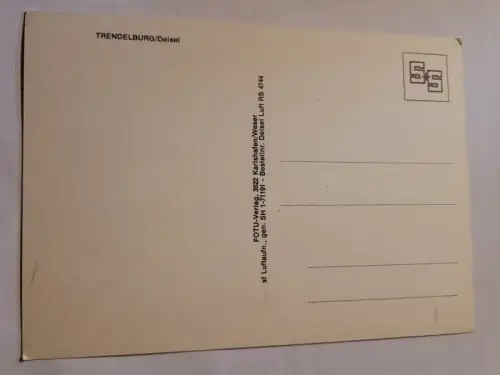 TRENDELBURG/Deisel
FOTU-Verlag, 3522 Karlshafen/Weser
sf Luftaufn., gen. SH 1-71191 - Bestellnr. Deisel Luft RS 4744
S+S